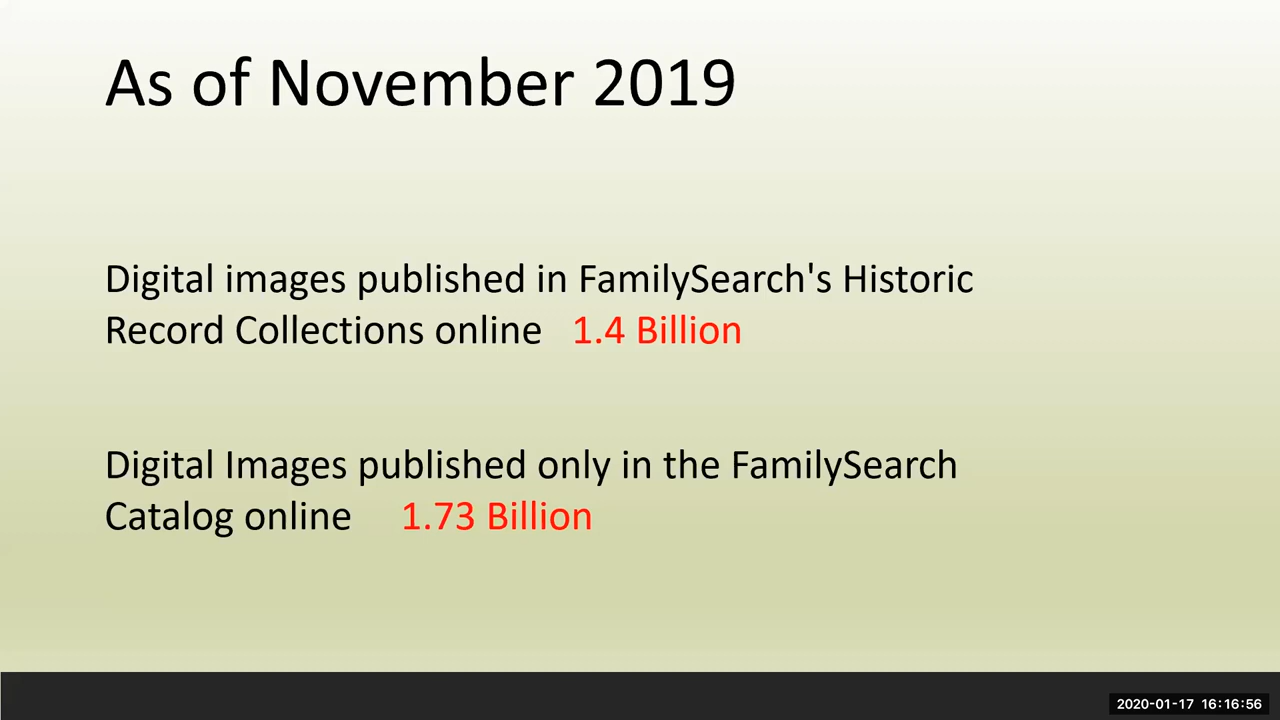 As of November 2019
Digital images published in FamilySearch's Historic
Record Collections online 1.4 Billion
Digital Images published only in the FamilySearch
Catalog online 1.73 Billion
2020-01-17 16:16:56